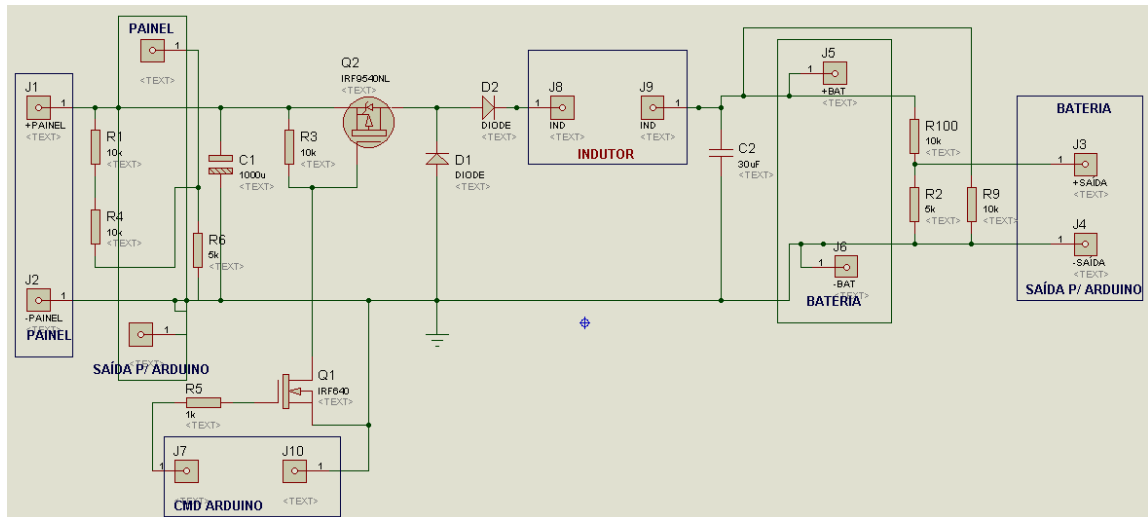 PAINEL
1
<TEXT>
J1
1
+PAINEL
<TEXT>
R1
10k
<TEXT>
R4
10k
<TEXT>
J2
1
-PAINEL
<TEXT>
PAINEL
R6
5k
<TEXT>
C1
1000u
<TEXT>
R3
10k
<TEXT>
Q2
IRF9540NL
<TEXT>
D1
DIODE
<TEXT>
D2
DIODE
<TEXT>
J8
1
IND
<TEXT>
J9
1
IND
<TEXT>
INDUTOR
C2
30uF
<TEXT>
J5
1
+BAT
<TEXT>
J6
1
-BAT
<TEXT>
BATERIA
R100
10k
<TEXT>
R2
5k
<TEXT>
R9
10k
<TEXT>
BATERIA
J3
1
+SAÍDA
<TEXT>
J4
1
-SAÍDA
<TEXT>
SAÍDA P/ ARDUINO
1
<TEXT>
SAÍDA P/ ARDUINO
R5
1k
<TEXT>
Q1
IRF640
<TEXT>
J7
1
<TEXT>
J10
1
<TEXT>
CMD ARDUINO